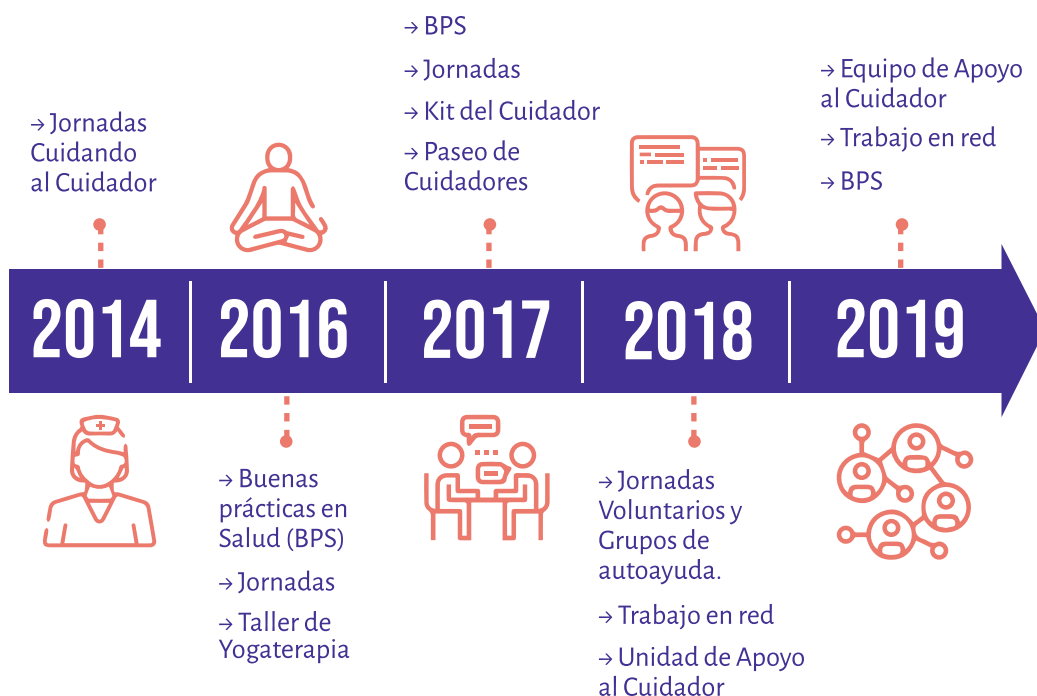 → Jornadas
Cuidando
al Cuidador
→ BPS
→ Jornadas
→ Kit del Cuidador
→ Paseo de
Cuidadores
→ Equipo de Apoyo
al Cuidador
→ Trabajo en red
→ BPS
2014
2016
2017
2018
2019
→ Buenas
prácticas en
Salud (BPS)
→ Jornadas
→ Taller de
Yogaterapia
→ Jornadas
Voluntarios y
Grupos de
autoayuda.
→ Trabajo en red
→ Unidad de Apoyo
al Cuidador